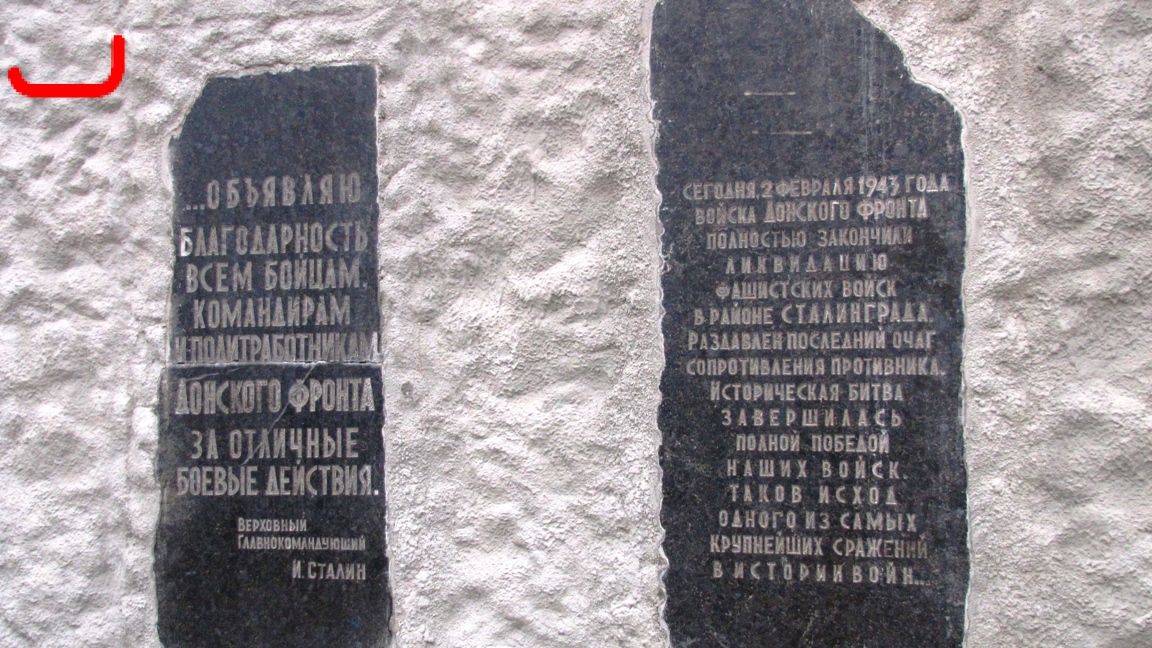 ...ОБЪЯВЛЯЮ
БЛАГОДАРНОСТЬ
ВСЕМ БОЙЦАМ,
КОМАНДИРАМ
И ПОЛИТРАБОТНИКАМ
ДОНСКОГО ФРОНТА
ЗА ОТЛИЧНЫЕ
БОЕВЫЕ ДЕЙСТВИЯ.
ВЕРХОВНЫЙ
ГЛАВНОКОМАНДУЮЩИЙ
И. СТАЛИН
СЕГОДНЯ, 2 ФЕВРАЛЯ 1943 ГОДА
ВОЙСКА ДОНСКОГО ФРОНТА
ПОЛНОСТЬЮ ЗАКОНЧИЛИ
ЛИКВИДАЦИЮ
ФАШИСТСКИХ ВОЙСК
В РАЙОНЕ СТАЛИНГРАДА.
РАЗДАВЛЕН ПОСЛЕДНИЙ ОЧАГ
СОПРОТИВЛЕНИЯ ПРОТИВНИКА.
ИСТОРИЧЕСКАЯ БИТВА
ЗАВЕРШИЛАСЬ
ПОЛНОЙ ПОБЕДОЙ
НАШИХ ВОЙСК.
ТАКОВ ИСХОД
ОДНОГО ИЗ САМЫХ
КРУПНЕЙШИХ СРАЖЕНИЙ
В ИСТОРИИ ВОЙН...